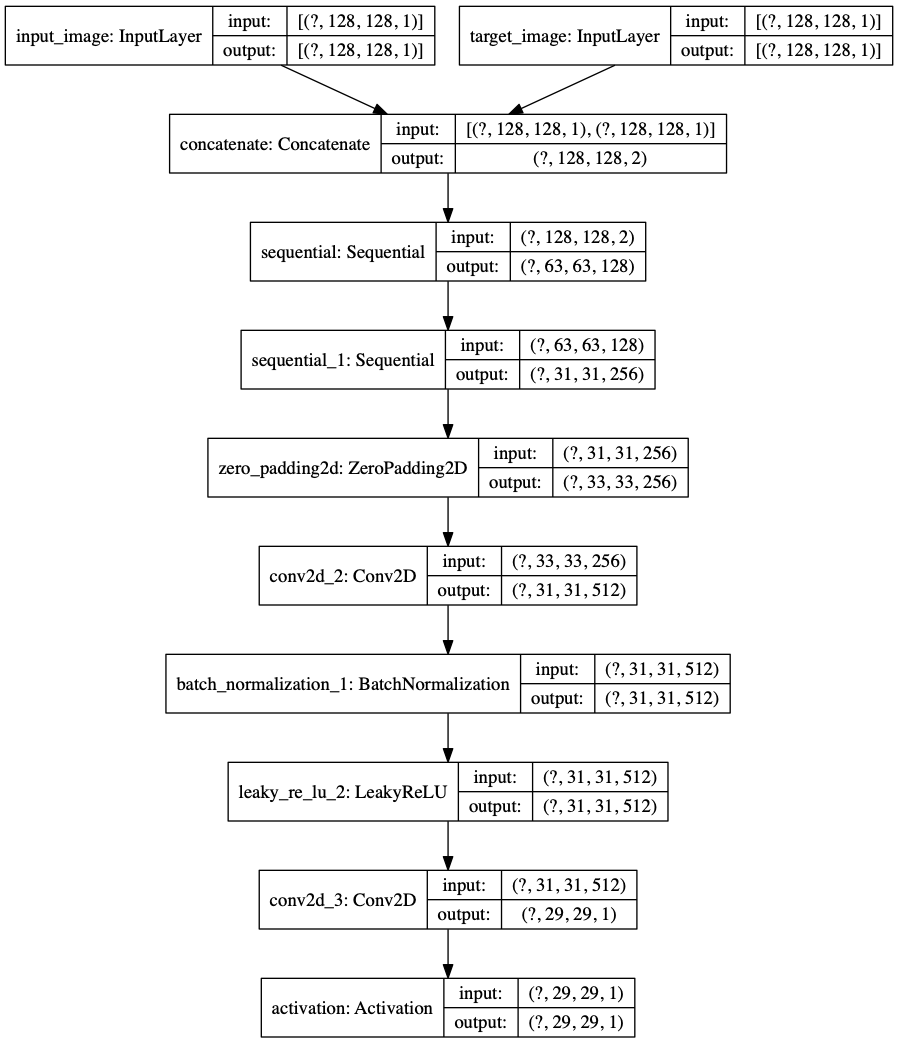 input_image: InputLayer
input: [(?, 128, 128, 1)]
output: [(?, 128, 128, 1)]
target_image: InputLayer
input: [(?, 128, 128, 1)]
output: [(?, 128, 128, 1)]
concatenate: Concatenate
input: [(?, 128, 128, 1), (?, 128, 128, 1)]
output: (?, 128, 128, 2)
sequential: Sequential
input: (?, 128, 128, 2)
output: (?, 63, 63, 128)
sequential_1: Sequential
input: (?, 63, 63, 128)
output: (?, 31, 31, 256)
zero_padding2d: ZeroPadding2D
input: (?, 31, 31, 256)
output: (?, 33, 33, 256)
conv2d_2: Conv2D
input: (?, 33, 33, 256)
output: (?, 31, 31, 512)
batch_normalization_1: BatchNormalization
input: (?, 31, 31, 512)
output: (?, 31, 31, 512)
leaky_re_lu_2: LeakyReLU
input: (?, 31, 31, 512)
output: (?, 31, 31, 512)
conv2d_3: Conv2D
input: (?, 31, 31, 512)
output: (?, 29, 29, 1)
activation: Activation
input: (?, 29, 29, 1)
output: (?, 29, 29, 1)